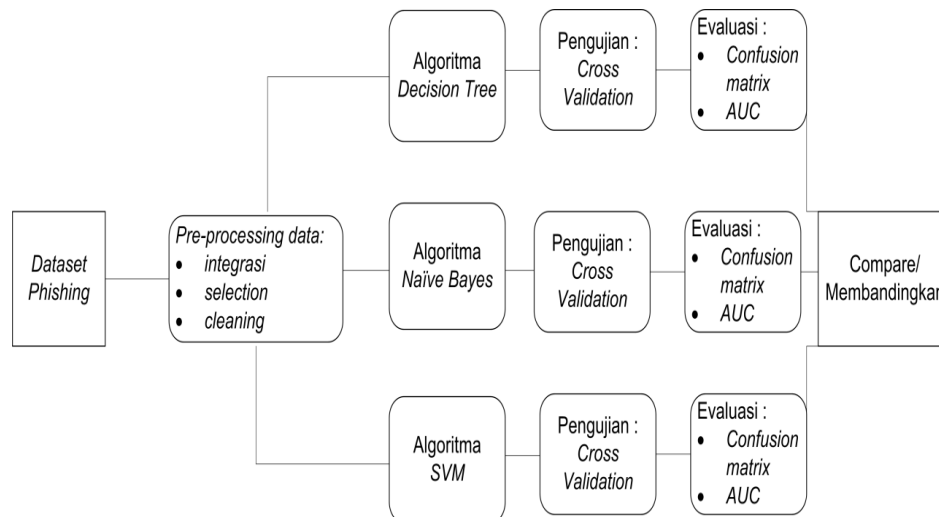 Dataset
Phishing
Pre-processing data:
• integrasi
• selection
• cleaning
Algoritma
Decision Tree
Pengujian :
Cross
Validation
Evaluasi :
• Confusion
matrix
• AUC
Algoritma
Naïve Bayes
Pengujian :
Cross
Validation
Evaluasi :
• Confusion
matrix
• AUC
Algoritma
SVM
Pengujian :
Cross
Validation
Evaluasi :
• Confusion
matrix
• AUC
Compare/
Membandingkan